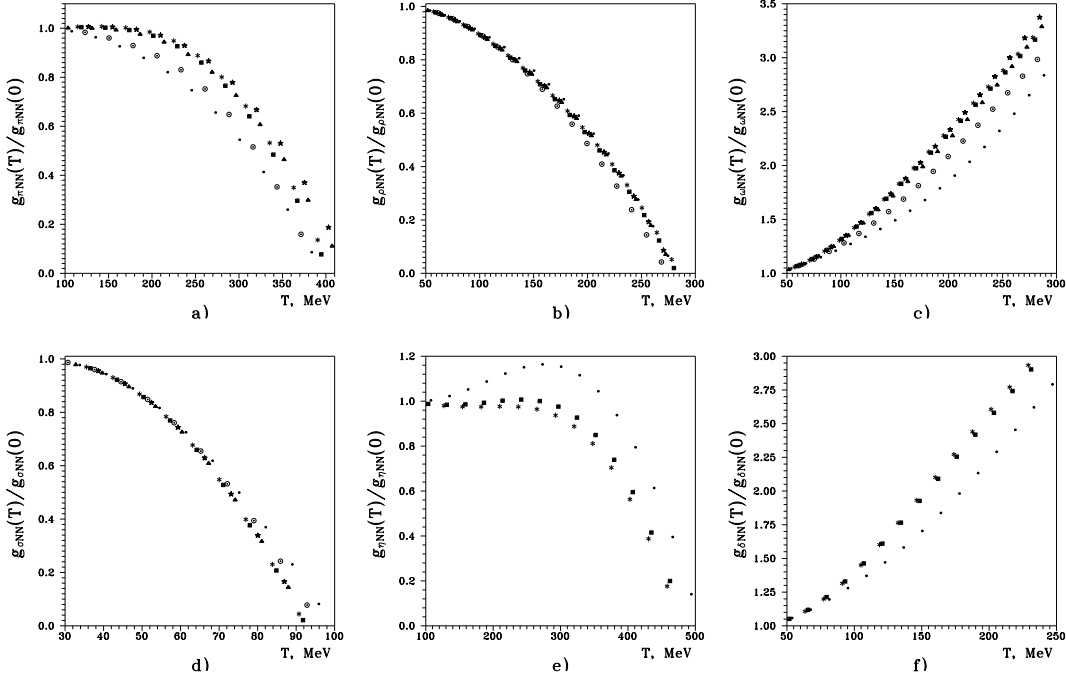 g_πNN(T)/g_πNN(0)
1.0
0.8
0.6
0.4
0.2
0.0
100 150 200 250 300 350 400
T, MeV
a)
g_ρNN(T)/g_ρNN(0)
1.0
0.8
0.6
0.4
0.2
0.0
50 100 150 200 250 300
T, MeV
b)
g_ωNN(T)/g_ωNN(0)
3.5
3.0
2.5
2.0
1.5
1.0
50 100 150 200 250 300
T, MeV
c)
g_σNN(T)/g_σNN(0)
1.0
0.8
0.6
0.4
0.2
0.0
30 40 50 60 70 80 90 100
T, MeV
d)
g_ηNN(T)/g_ηNN(0)
1.2
1.0
0.8
0.6
0.4
0.2
0.0
100 200 300 400 500
T, MeV
e)
g_δNN(T)/g_δNN(0)
3.00
2.75
2.50
2.25
2.00
1.75
1.50
1.25
1.00
50 100 150 200 250
T, MeV
f)